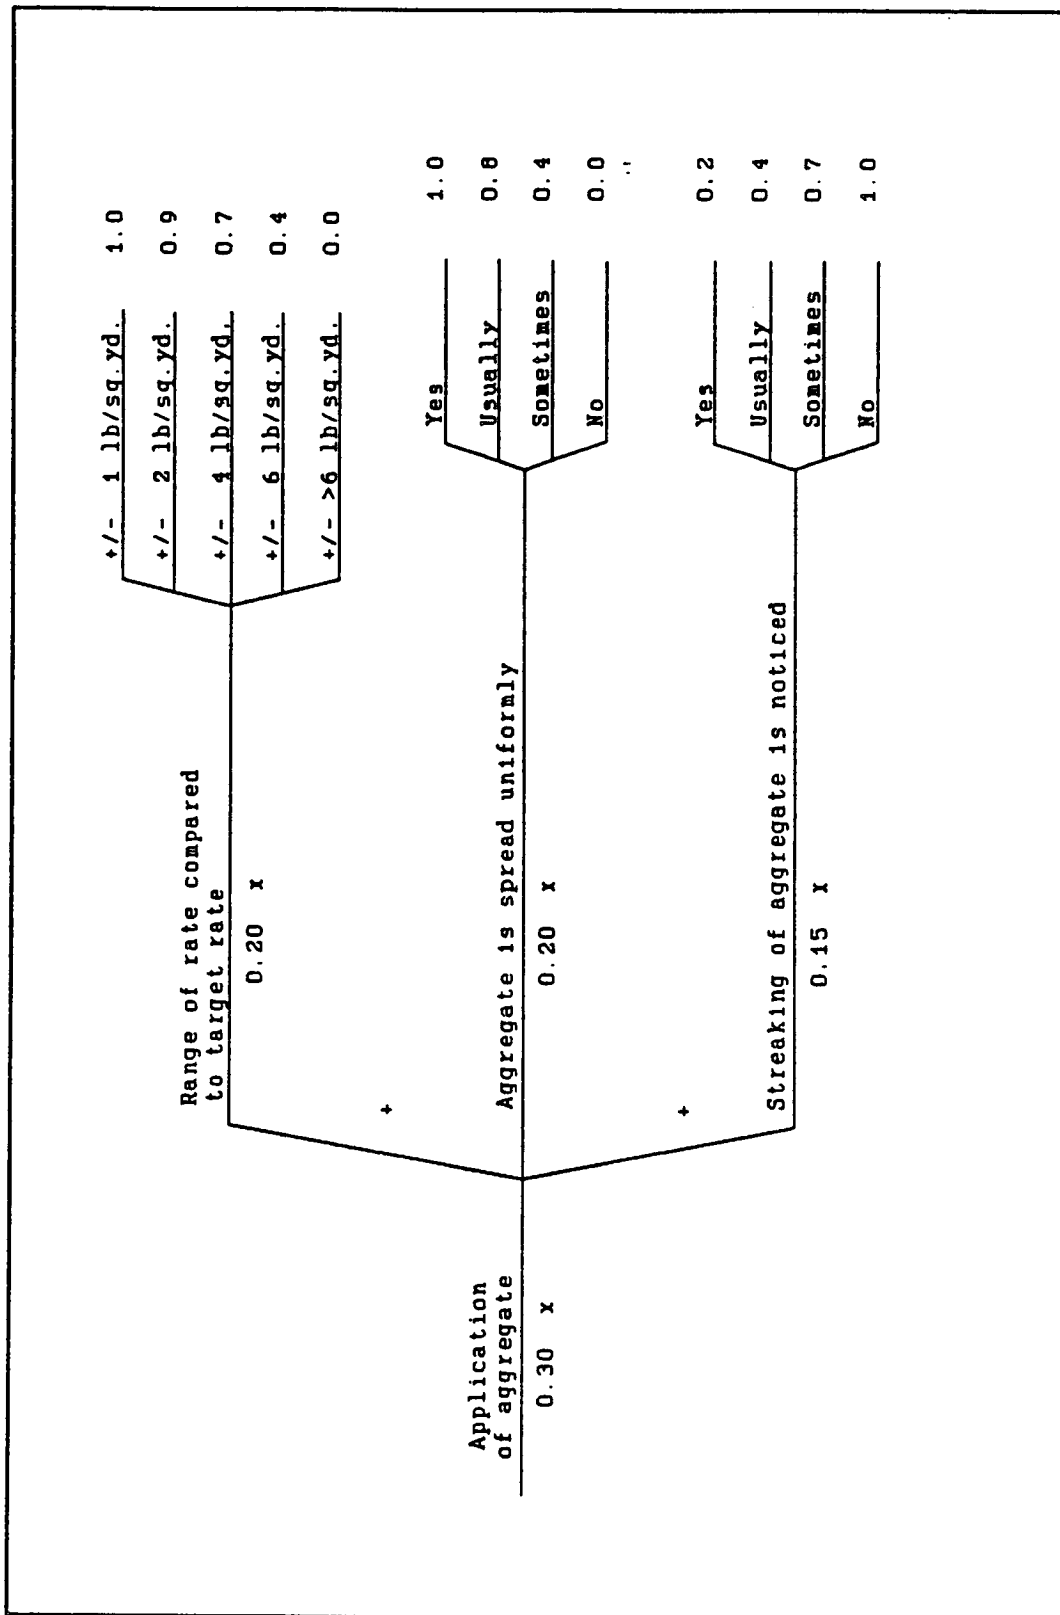 Application
of aggregate
0.30 x
Range of rate compared
to target rate
0.20 x
+/- 1 lb/sq.yd. 1.0
+/- 2 lb/sq.yd. 0.9
+/- 4 lb/sq.yd. 0.7
+/- 6 lb/sq.yd. 0.4
+/- >6 lb/sq.yd. 0.0
+
Aggregate is spread uniformly
0.20 x
Yes 1.0
Usually 0.8
Sometimes 0.4
No 0.0
+
Streaking of aggregate is noticed
0.15 x
Yes 0.2
Usually 0.4
Sometimes 0.7
No 1.0